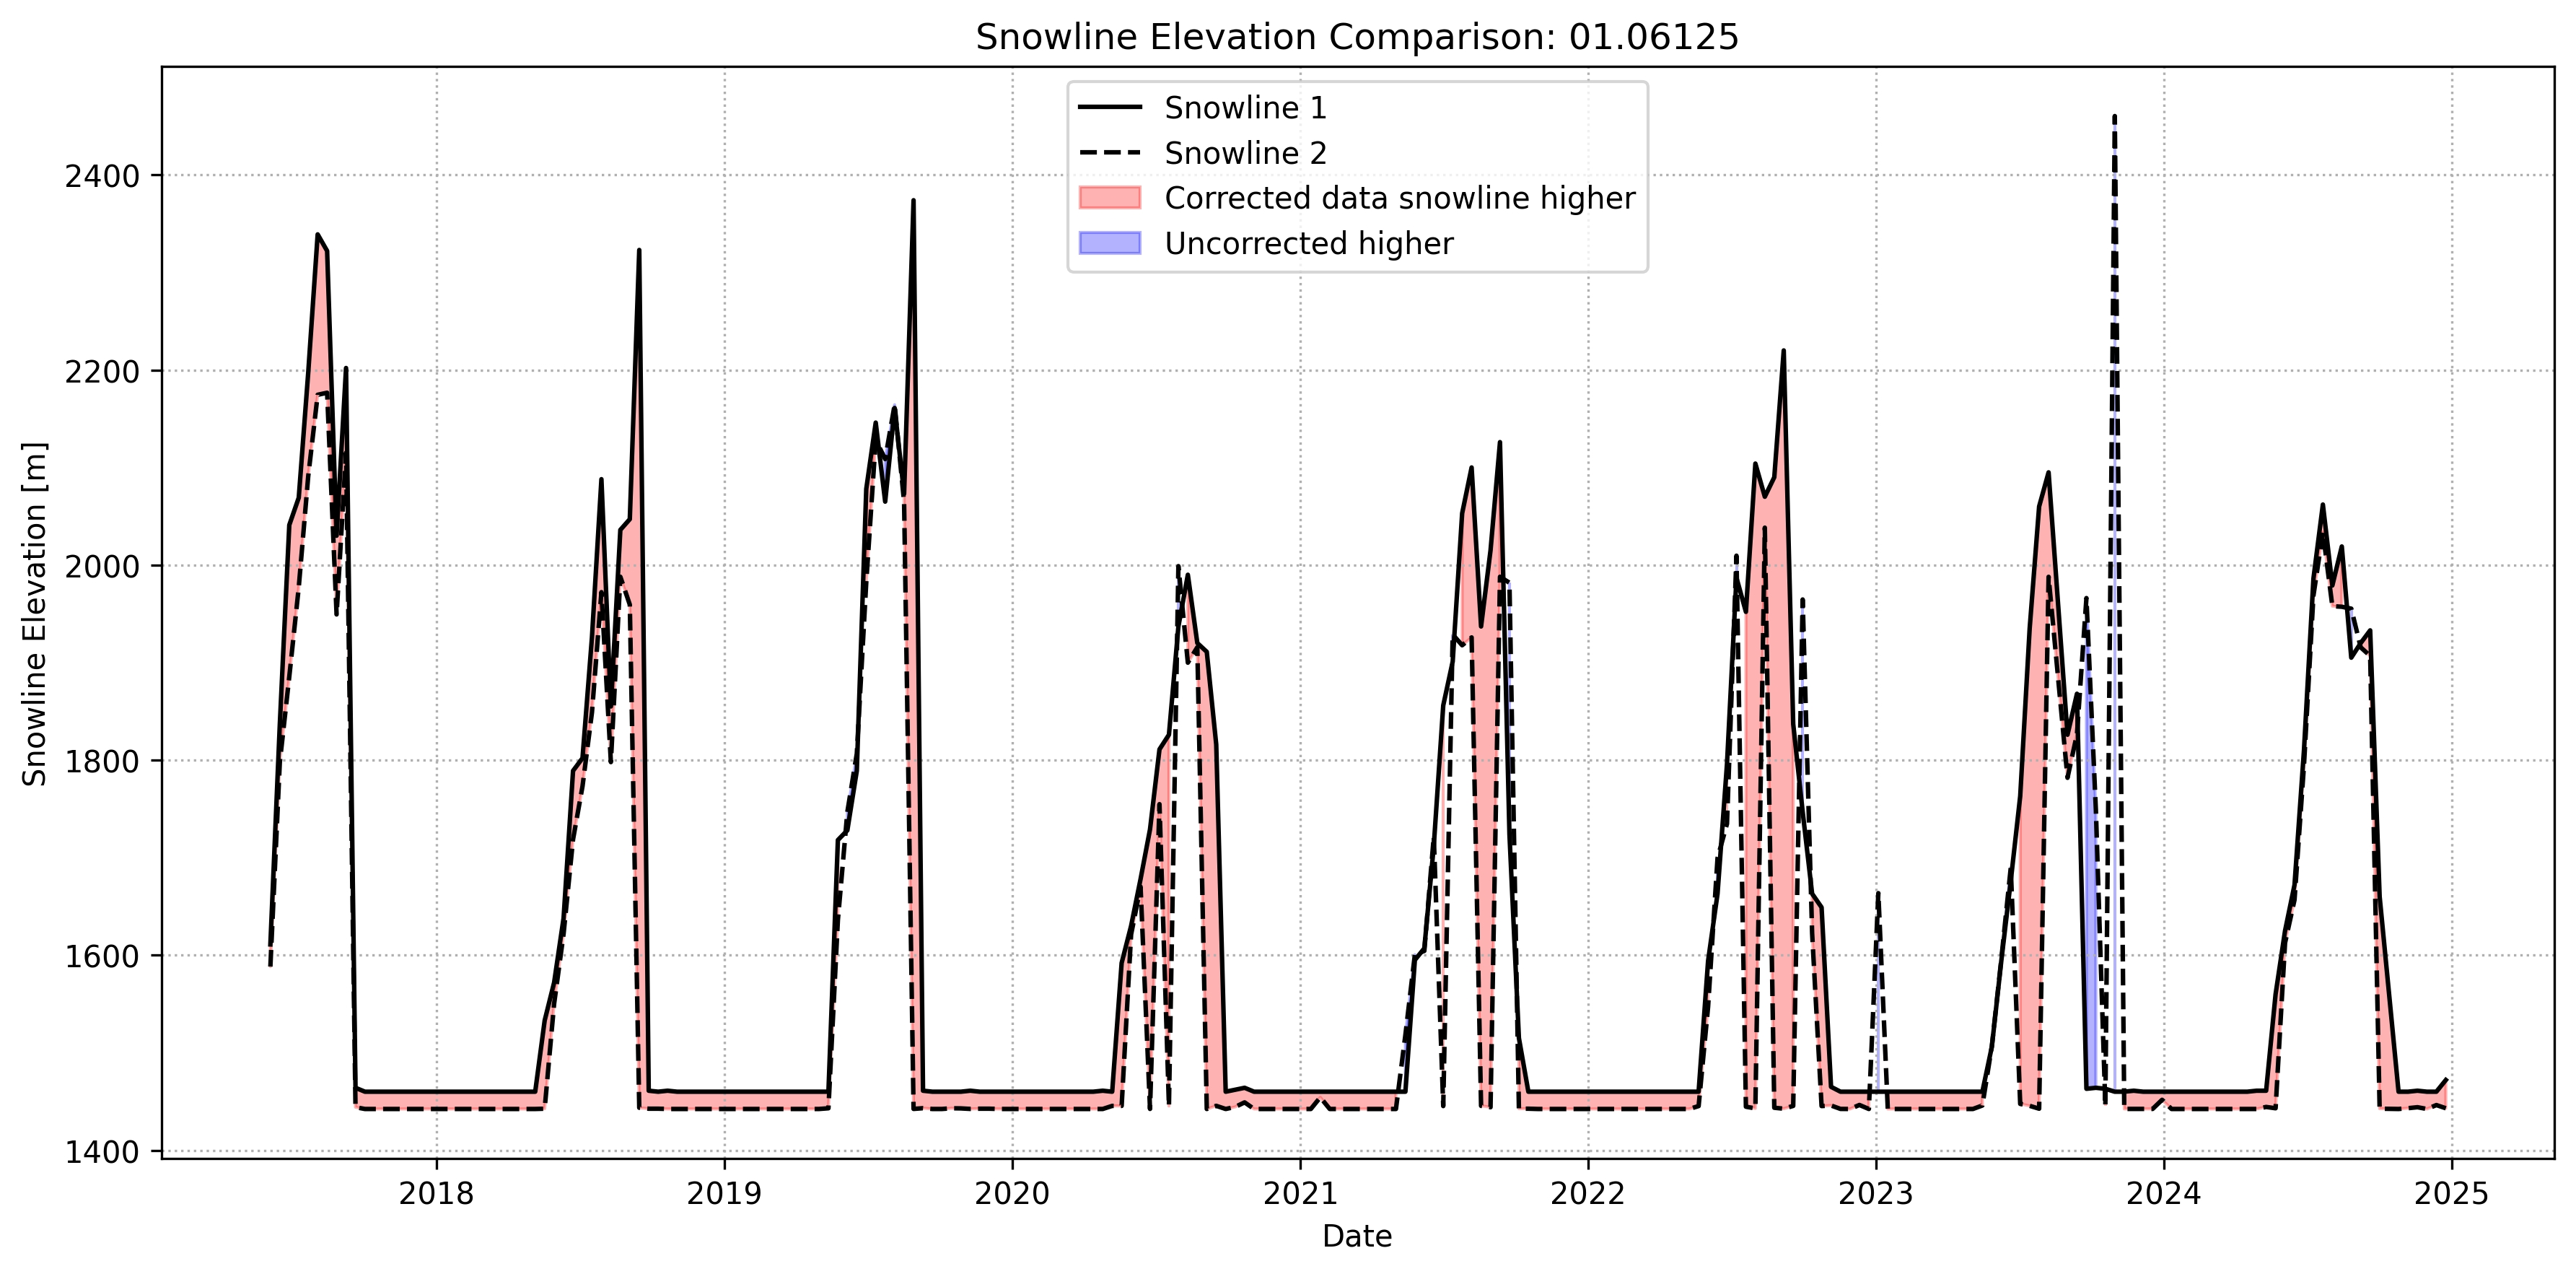 Snowline Elevation Comparison: 01.06125
Snowline 1
Snowline 2
Corrected data snowline higher
Uncorrected higher
Snowline Elevation [m]
2400
2200
2000
1800
1600
1400
2018 2019 2020 2021 2022 2023 2024 2025
Date